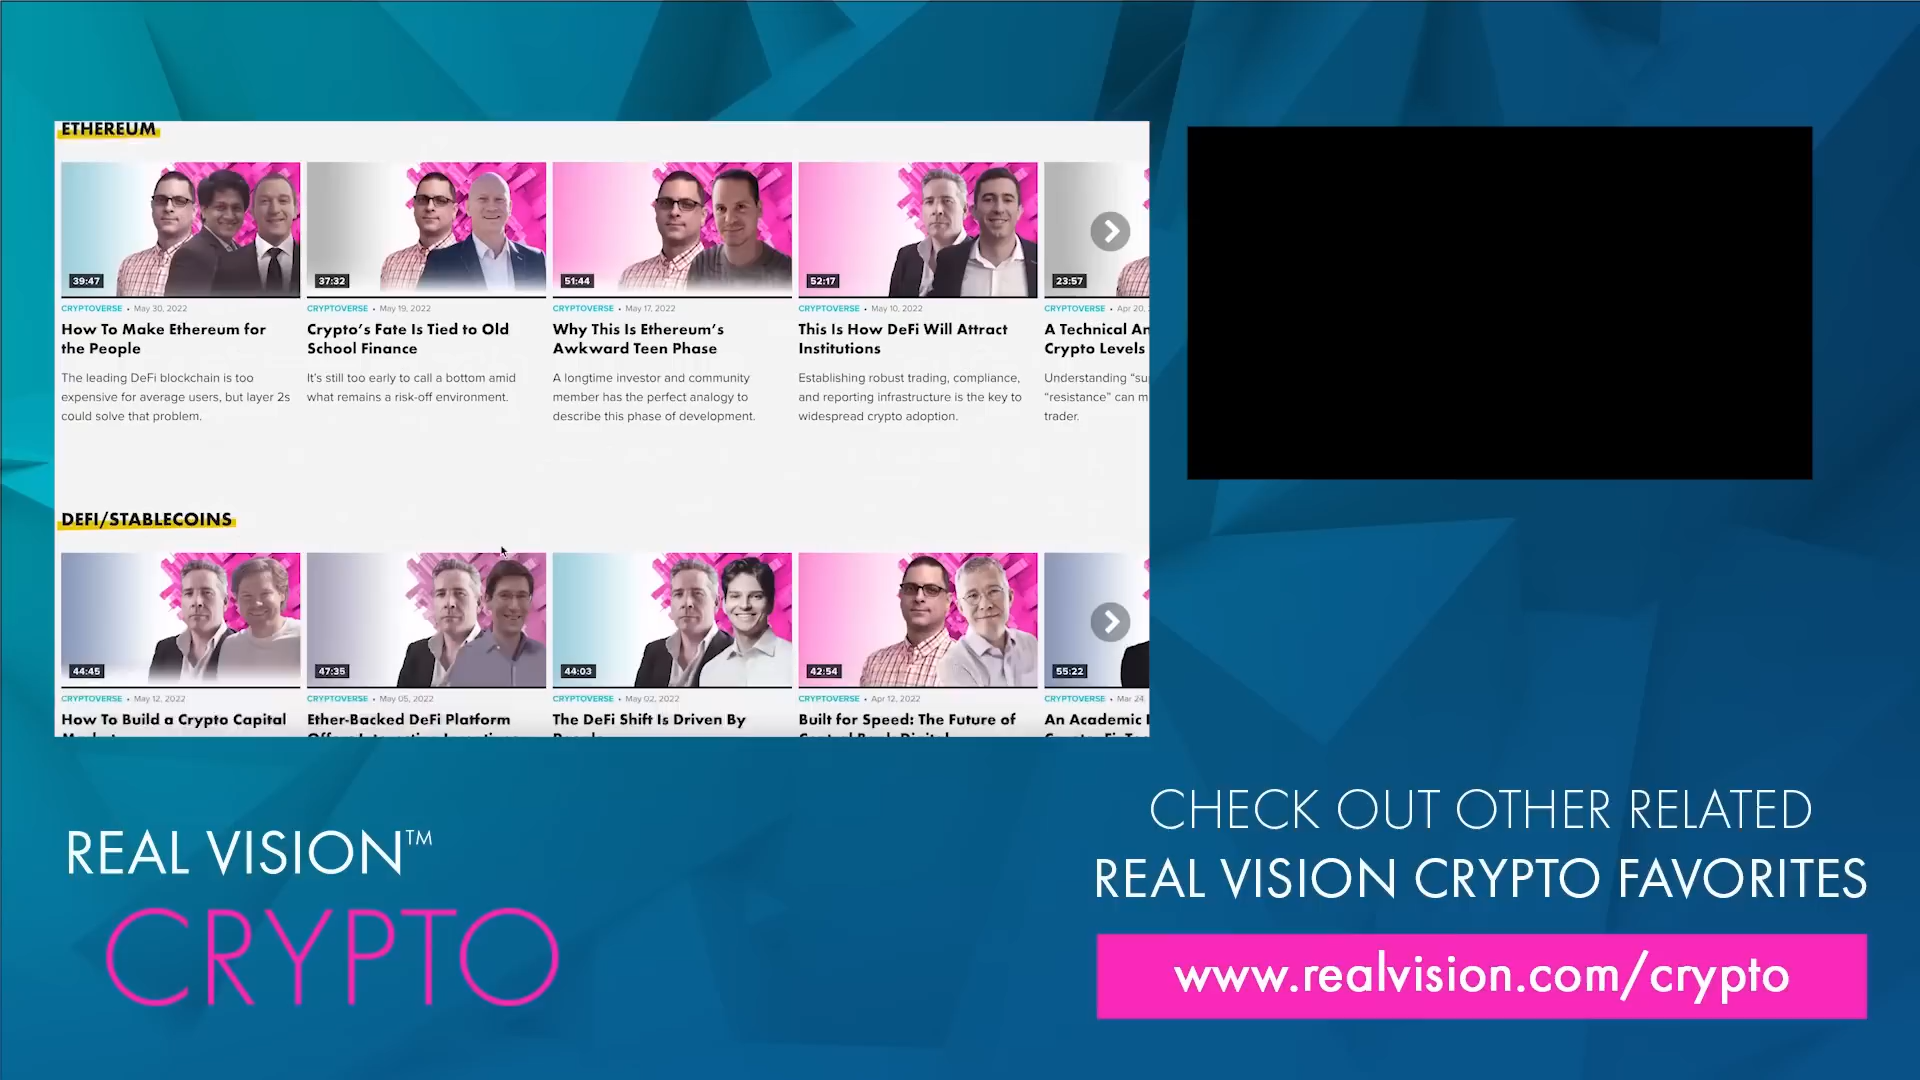 ETHEREUM
39:47
37:32
51:44
52:17
23:57
CRYPTOVERSE • May 30, 2022
CRYPTOVERSE • May 19, 2022
CRYPTOVERSE • May 17, 2022
CRYPTOVERSE • May 10, 2022
CRYPTOVERSE • Apr 20,
How To Make Ethereum for
the People
Crypto's Fate Is Tied to Old
School Finance
Why This Is Ethereum's
Awkward Teen Phase
This Is How DeFi Will Attract
Institutions
A Technical An
Crypto Levels
The leading DeFi blockchain is too
expensive for average users, but layer 2s
could solve that problem.
It's still too early to call a bottom amid
what remains a risk-off environment.
A longtime investor and community
member has the perfect analogy to
describe this phase of development.
Establishing robust trading, compliance,
and reporting infrastructure is the key to
widespread crypto adoption.
Understanding “su
“resistance” can m
trader.
DEFI/STABLECOINS
44:45
47:35
44:03
42:54
55:22
CRYPTOVERSE • May 12, 2022
CRYPTOVERSE • May 05, 2022
CRYPTOVERSE • May 02, 2022
CRYPTOVERSE • Apr 12, 2022
CRYPTOVERSE • Mar 24,
How To Build a Crypto Capital
Ether-Backed DeFi Platform
The DeFi Shift Is Driven By
Built for Speed: The Future of
An Academic
REAL VISION™
CRYPTO
CHECK OUT OTHER RELATED
REAL VISION CRYPTO FAVORITES
www.realvision.com/crypto